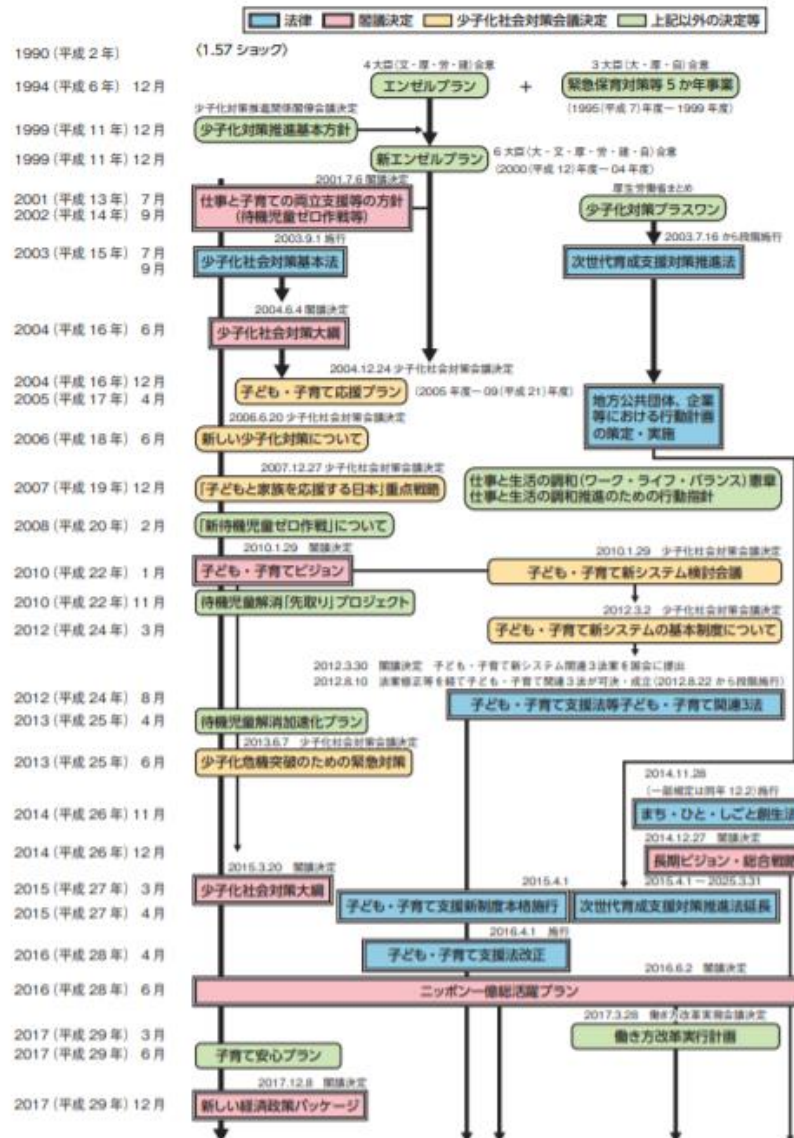 法律 閣議決定 少子化社会対策会議決定 上記以外の決定等
1990(平成2年)
〈1.57 ショック〉
4大臣(文・厚・労・建)合意
3大臣(大・厚・自)合意
1994(平成6年) 12月
エンゼルプラン
+
緊急保育対策等5か年事業
(1995(平成7)年度ー1999年度)
少子化対策推進関係閣僚会議決定
1999(平成11年)12月
少子化対策推進基本方針
1999(平成11年)12月
新エンゼルプラン
6大臣(大・文・厚・労・建・自)合意
(2000(平成12)年度ー04年度)
2001.7.6 閣議決定
2001(平成13年) 7月
2002(平成14年) 9月
仕事と子育ての両立支援等の方針
(待機児童ゼロ作戦等)
厚生労働省まとめ
少子化対策プラスワン
2003.9.1 施行
2003.7.16から段階施行
2003(平成15年) 7月
9月
少子化社会対策基本法
次世代育成支援対策推進法
2004.6.4 閣議決定
2004(平成16年) 6月
少子化社会対策大綱
2004.12.24 少子化社会対策会議決定
2004(平成16年)12月
2005(平成17年) 4月
子ども・子育て応援プラン
(2005年度ー09(平成21)年度)
地方公共団体、企業
等における行動計画
の策定・実施
2006.6.20 少子化社会対策会議決定
2006(平成18年) 6月
新しい少子化対策について
2007.12.27 少子化社会対策会議決定
2007(平成19年)12月
「子どもと家族を応援する日本」重点戦略
仕事と生活の調和(ワーク・ライフ・バランス)憲章
仕事と生活の調和推進のための行動指針
2008(平成20年) 2月
「新待機児童ゼロ作戦」について
2010.1.29 閣議決定
2010.1.29 少子化社会対策会議決定
2010(平成22年) 1月
子ども・子育てビジョン
子ども・子育て新システム検討会議
2010(平成22年)11月
待機児童解消「先取り」プロジェクト
2012.3.2 少子化社会対策会議決定
2012(平成24年) 3月
子ども・子育て新システムの基本制度について
2012.3.30 閣議決定 子ども・子育て新システム関連3法案を国会に提出
2012.8.10 法案修正等を経て子ども・子育て関連3法が可決・成立(2012.8.22から段階施行)
2012(平成24年) 8月
子ども・子育て支援法等子ども・子育て関連3法
2013(平成25年) 4月
待機児童解消加速化プラン
2013.6.7 少子化社会対策会議決定
2013(平成25年) 6月
少子化危機突破のための緊急対策
2014.11.28
(一部規定は同年12.2)施行
2014(平成26年)11月
まち・ひと・しごと創生法
2014.12.27 閣議決定
2014(平成26年)12月
長期ビジョン・総合戦略
2015.3.20 閣議決定
2015(平成27年) 3月
少子化社会対策大綱
2015.4.1
2015.4.1ー2025.3.31
2015(平成27年) 4月
子ども・子育て支援新制度本格施行
次世代育成支援対策推進法延長
2016.4.1 施行
2016(平成28年) 4月
子ども・子育て支援法改正
2016.6.2 閣議決定
2016(平成28年) 6月
ニッポン一億総活躍プラン
2017.3.28 働き方改革実現会議決定
2017(平成29年) 3月
働き方改革実行計画
2017(平成29年) 6月
子育て安心プラン
2017.12.8 閣議決定
2017(平成29年)12月
新しい経済政策パッケージ